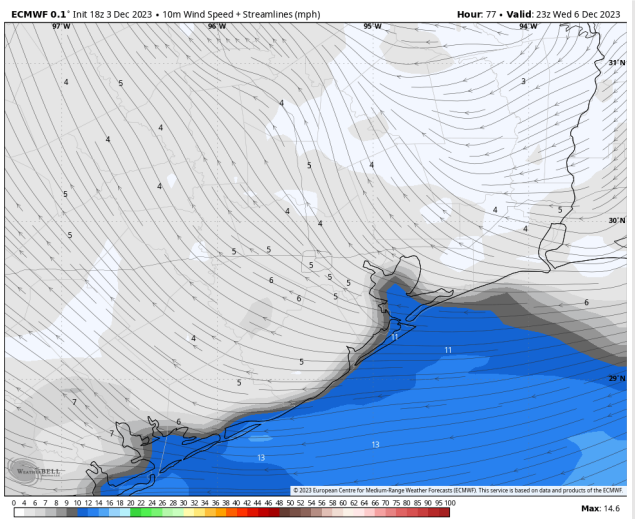 ECMWF 0.1° Init 18z 3 Dec 2023 • 10m Wind Speed + Streamlines (mph)
Hour: 77 • Valid: 23z Wed 6 Dec 2023
97°W 96°W 95°W 94°W
31°N
4 5 3
4
4 4
5 4
5 4
4 4 4 5
30°N
5 4
5 5
5 5
6 5
6 5 6
4 11
11
5 29°N
5
7
7 6
13
13
WeatherBELL
© 2023 European Centre for Medium-Range Weather Forecasts (ECMWF). This service is based on data and products of the ECMWF.
0 4 6 8 9 10 12 14 16 18 20 22 24 26 28 30 32 34 36 38 40 42 44 46 48 50 52 54 56 58 60 62 64 66 68 70 75 80 85 90 95 100
Max: 14.6